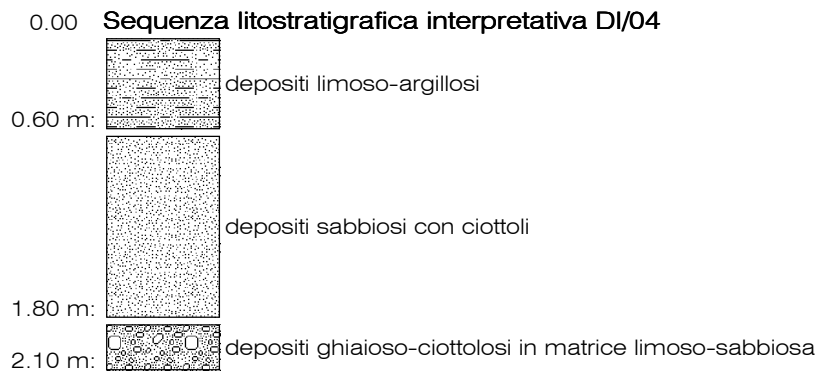 0.00 Sequenza litostratigrafica interpretativa DI/04
depositi limoso-argillosi
0.60 m:
depositi sabbiosi con ciottoli
1.80 m:
depositi ghiaioso-ciottolosi in matrice limoso-sabbiosa
2.10 m: